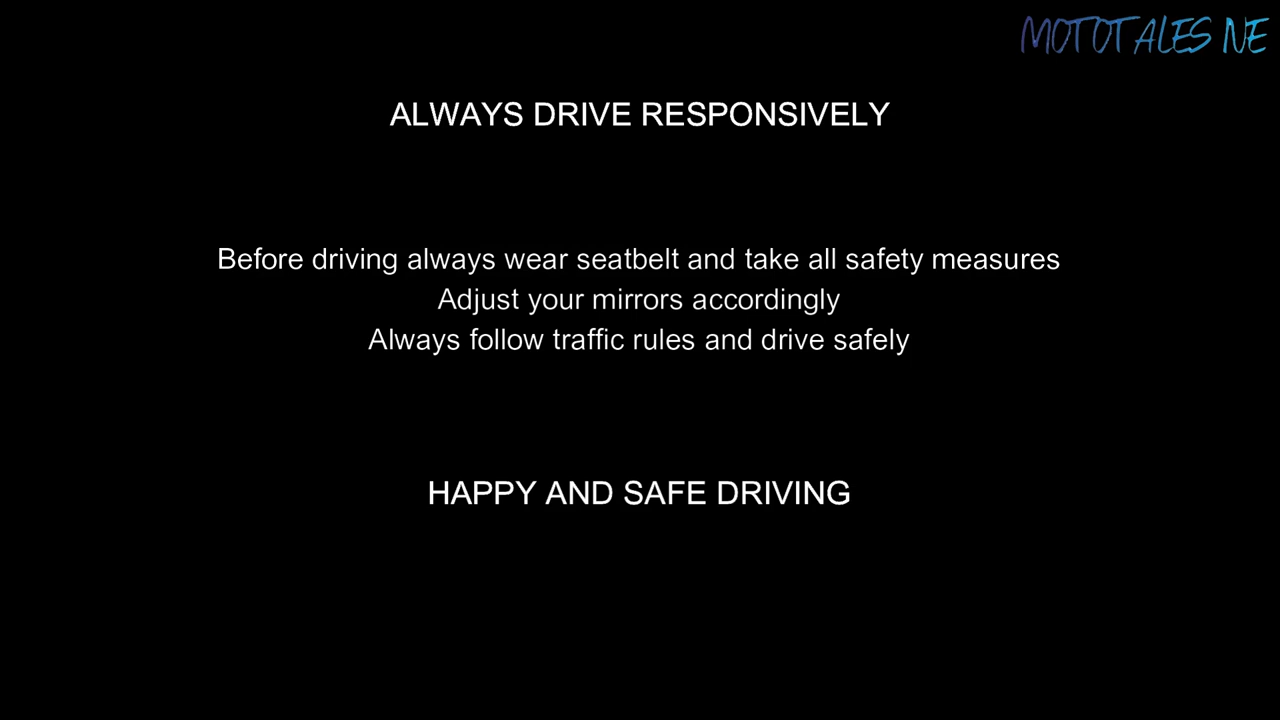 MOTOTALES NE
ALWAYS DRIVE RESPONSIVELY
Before driving always wear seatbelt and take all safety measures
Adjust your mirrors accordingly
Always follow traffic rules and drive safely
HAPPY AND SAFE DRIVING